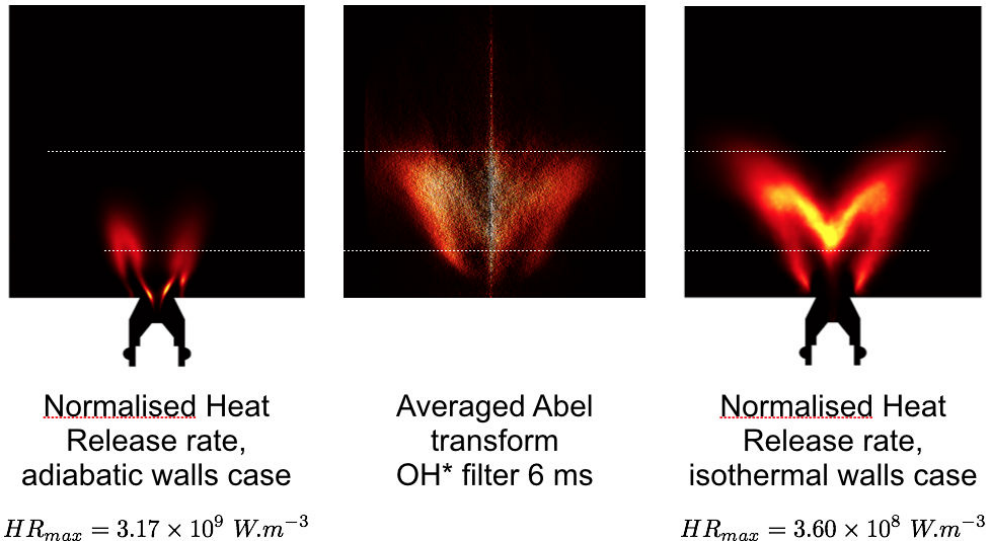 Normalised Heat
Release rate,
adiabatic walls case
HR_max = 3.17 × 10^9 W.m^−3
Averaged Abel
transform
OH* filter 6 ms
Normalised Heat
Release rate,
isothermal walls case
HR_max = 3.60 × 10^8 W.m^−3